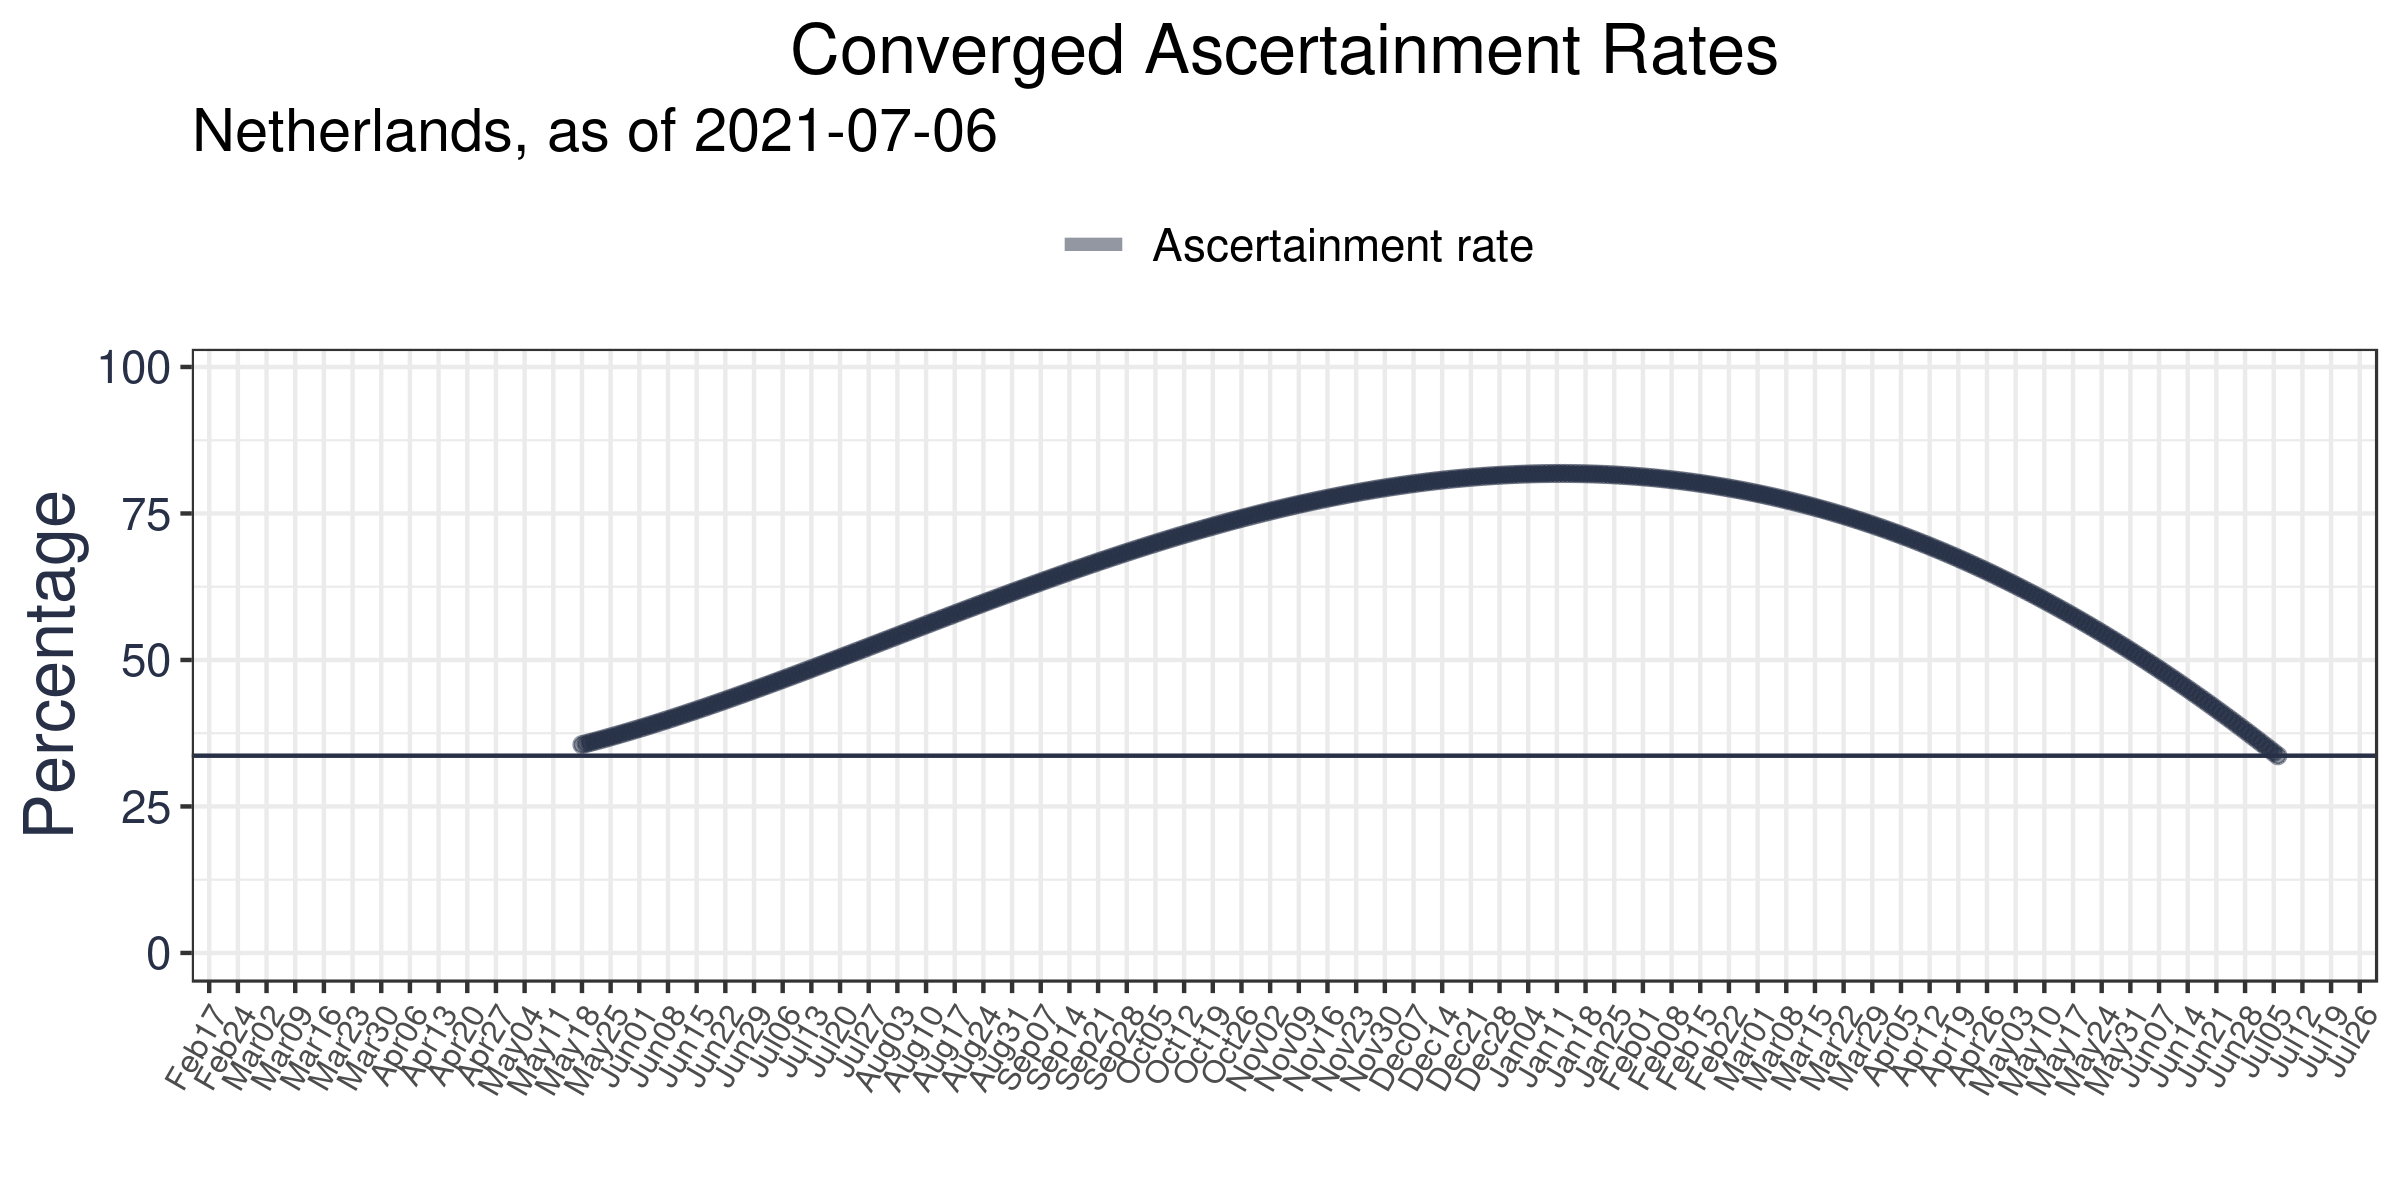 Converged Ascertainment Rates
Netherlands, as of 2021-07-06
Ascertainment rate
Percentage
100
75
50
25
0
Feb17
Feb24
Mar02
Mar09
Mar16
Mar23
Mar30
Apr06
Apr13
Apr20
Apr27
May04
May11
May18
May25
Jun01
Jun08
Jun15
Jun22
Jun29
Jul06
Jul13
Jul20
Jul27
Aug03
Aug10
Aug17
Aug24
Aug31
Sep07
Sep14
Sep21
Sep28
Oct05
Oct12
Oct19
Oct26
Nov02
Nov09
Nov16
Nov23
Nov30
Dec07
Dec14
Dec21
Dec28
Jan04
Jan11
Jan18
Jan25
Feb01
Feb08
Feb15
Feb22
Mar01
Mar08
Mar15
Mar22
Mar29
Apr05
Apr12
Apr19
Apr26
May03
May10
May17
May24
May31
Jun07
Jun14
Jun21
Jun28
Jul05
Jul12
Jul19
Jul26